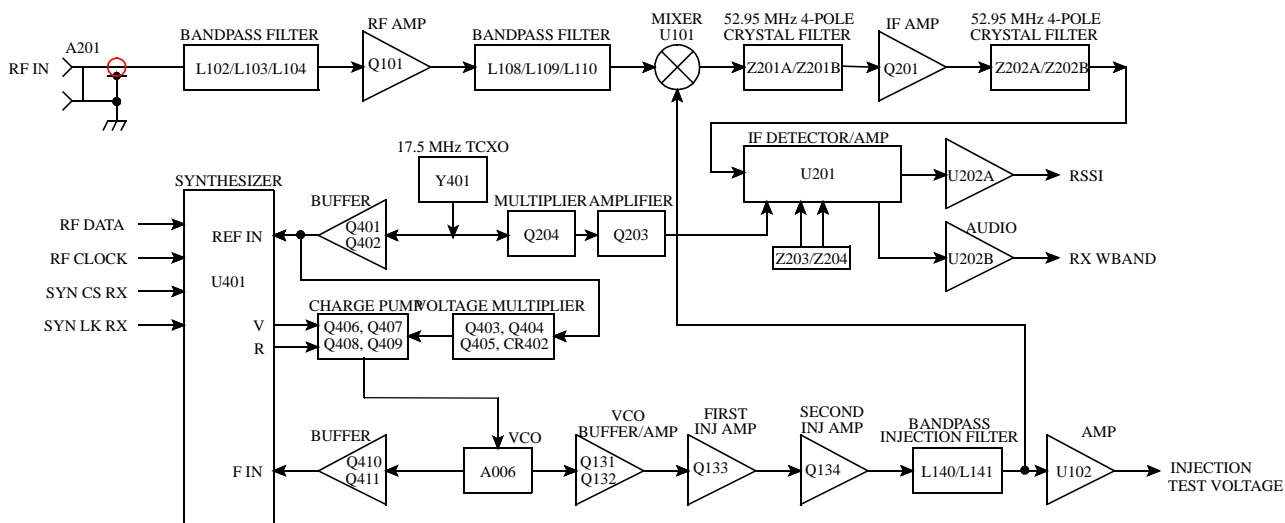 RF AMP
MIXER
U101
52.95 MHz 4-POLE
CRYSTAL FILTER
IF AMP
52.95 MHz 4-POLE
CRYSTAL FILTER
A201
BANDPASS FILTER
BANDPASS FILTER
RF IN
L102/L103/L104
Q101
L108/L109/L110
Z201A/Z201B
Q201
Z202A/Z202B
17.5 MHz TCXO
Y401
IF DETECTOR/AMP
U201
U202A
RSSI
SYNTHESIZER
BUFFER
MULTIPLIER
AMPLIFIER
AUDIO
RF DATA
REF IN
Q401
Q402
Q204
Q203
Z203/Z204
U202B
RX WBAND
RF CLOCK
U401
SYN CS RX
SYN LK RX
CHARGE PUMP
VOLTAGE MULTIPLIER
V
R
Q406, Q407
Q408, Q409
Q403, Q404
Q405, CR402
BUFFER
VCO
VCO
BUFFER/AMP
FIRST
INJ AMP
SECOND
INJ AMP
BANDPASS
INJECTION FILTER
AMP
F IN
Q410
Q411
A006
Q131
Q132
Q133
Q134
L140/L141
U102
INJECTION
TEST VOLTAGE